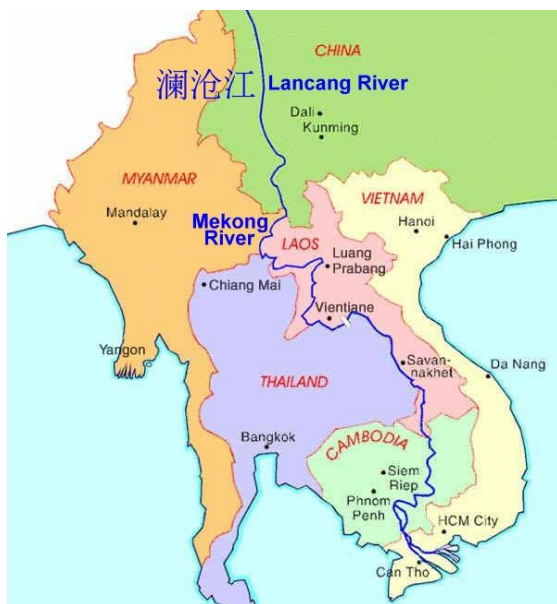 CHINA
澜沧江 Lancang River
Dali
Kunming
MYANMAR
VIETNAM
Mandalay
Mekong
River
Hanoi
Hai Phong
LAOS
Luang
Prabang
Chiang Mai
Vientiane
Yangon
Savan-
nakhet
Da Nang
THAILAND
Bangkok
CAMBODIA
Siem
Riep
Phnom
Penh
HCM City
Can Tho